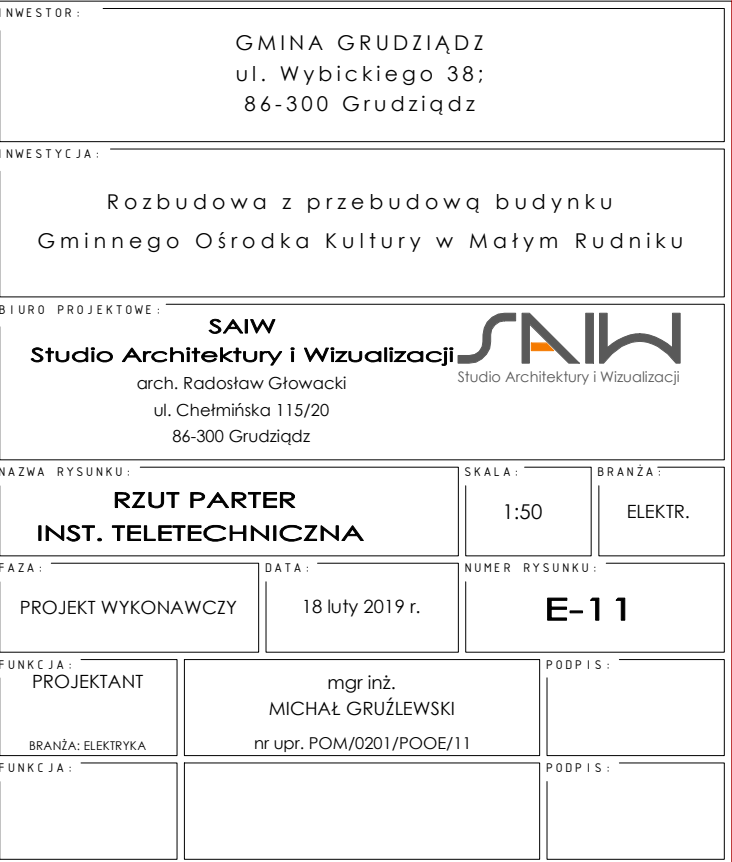 INWESTOR:
GMINA GRUDZIĄDZ
ul. Wybickiego 38;
86-300 Grudziądz
INWESTYCJA:
Rozbudowa z przebudową budynku
Gminnego Ośrodka Kultury w Małym Rudniku
BIURO PROJEKTOWE:
SAIW
Studio Architektury i Wizualizacji
arch. Radosław Głowacki
ul. Chełmińska 115/20
86-300 Grudziądz
SAIW
Studio Architektury i Wizualizacji
NAZWA RYSUNKU:
RZUT PARTER
INST. TELETECHNICZNA
SKALA:
1:50
BRANŻA:
ELEKTR.
FAZA:
PROJEKT WYKONAWCZY
DATA:
18 luty 2019 r.
NUMER RYSUNKU:
E-11
FUNKCJA:
PROJEKTANT
BRANŻA: ELEKTRYKA
mgr inż.
MICHAŁ GRUŹLEWSKI
nr upr. POM/0201/POOE/11
PODPIS:
FUNKCJA:
PODPIS: